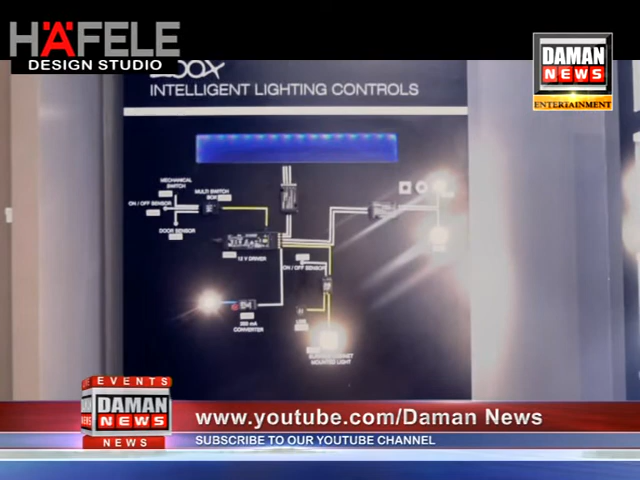 HÄFELE
DESIGN STUDIO
DAMAN
NEWS
ENTERTAINMENT
INTELLIGENT LIGHTING CONTROLS
MECHANICAL
SWITCH
MULTI SWITCH
BOX
ON / OFF SENSOR
DOOR SENSOR
12 V DRIVER
ON / OFF SENSOR
CONVERTER
MOUNTED LIGHT
EVENTS
DAMAN
NEWS
NEWS
www.youtube.com/Daman News
SUBSCRIBE TO OUR YOUTUBE CHANNEL